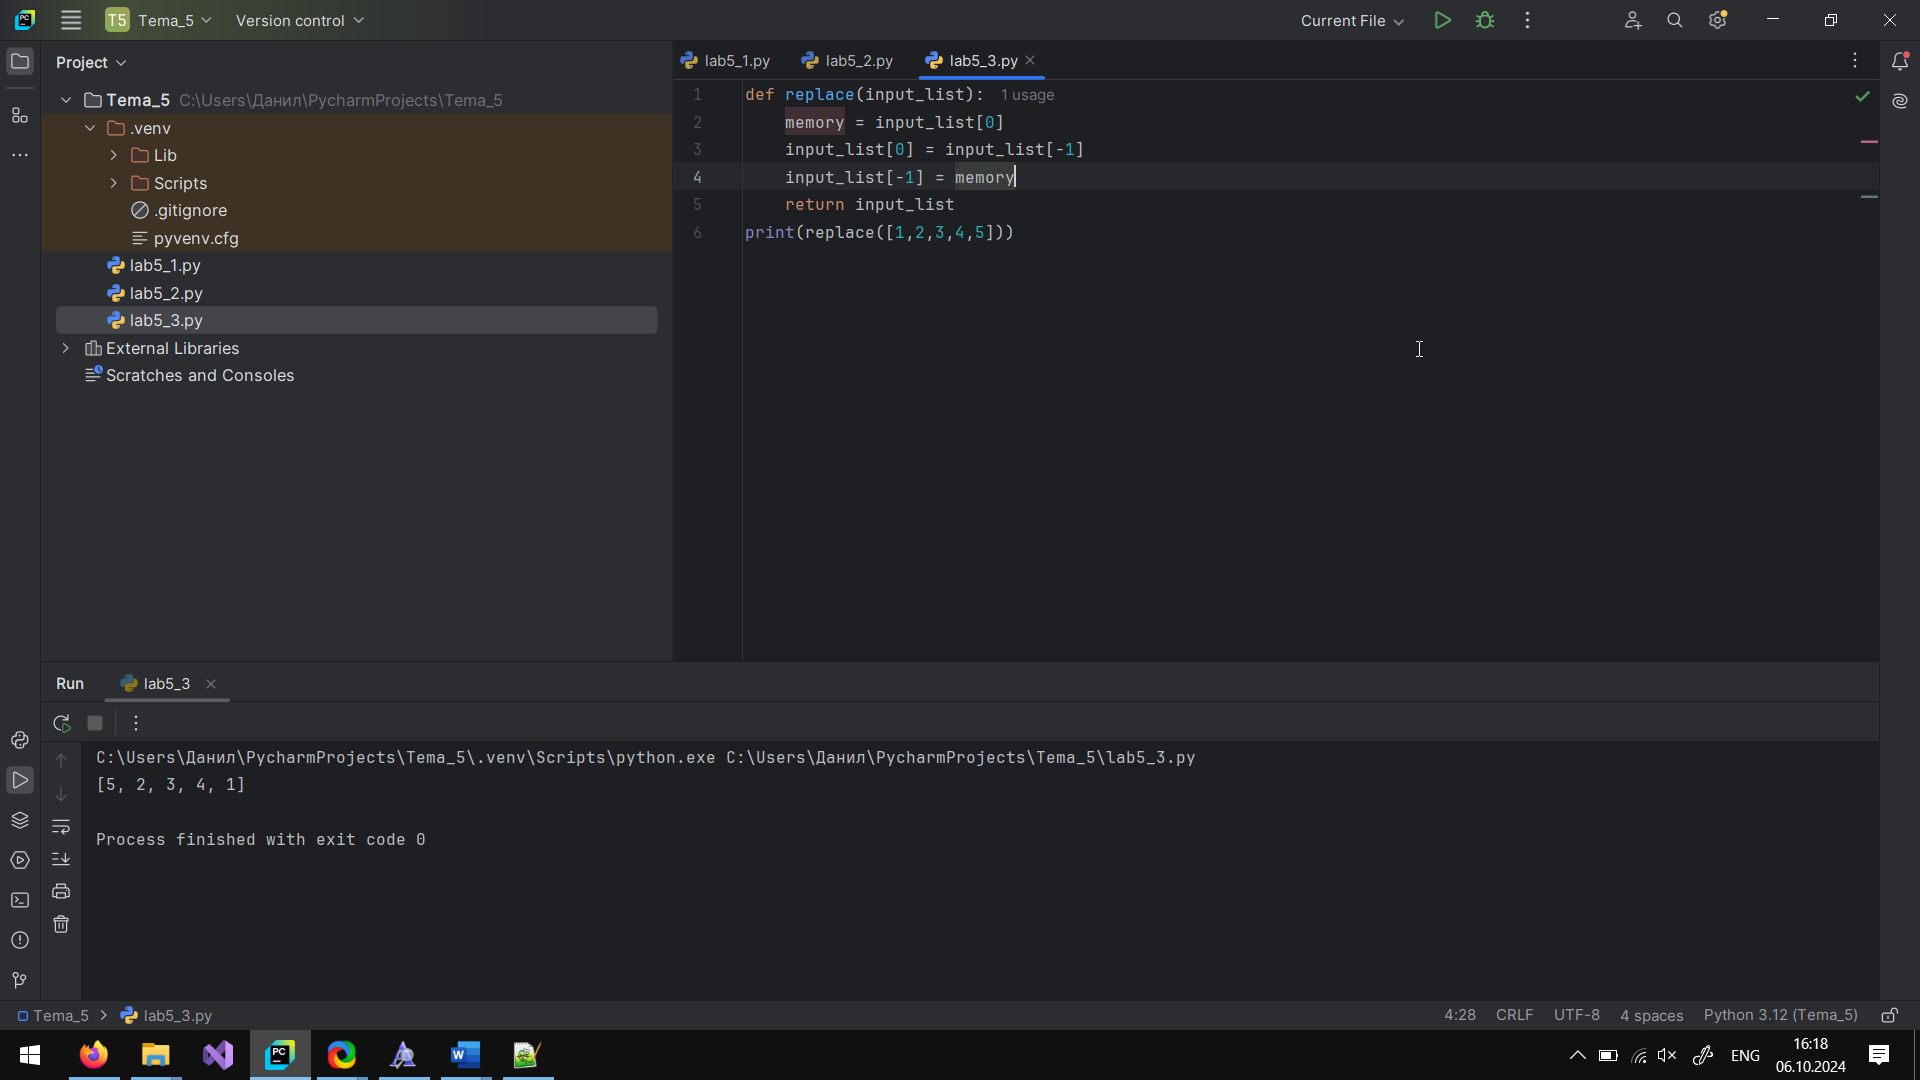 T5 Tema_5 Version control Current File
Project
Tema_5 C:\Users\Данил\PycharmProjects\Tema_5
.venv
Lib
Scripts
.gitignore
pyvenv.cfg
lab5_1.py
lab5_2.py
lab5_3.py
External Libraries
Scratches and Consoles
lab5_1.py lab5_2.py lab5_3.py
1 def replace(input_list): 1 usage
2 memory = input_list[0]
3 input_list[0] = input_list[-1]
4 input_list[-1] = memory
5 return input_list
6 print(replace([1,2,3,4,5]))
Run lab5_3
C:\Users\Данил\PycharmProjects\Tema_5\.venv\Scripts\python.exe C:\Users\Данил\PycharmProjects\Tema_5\lab5_3.py
[5, 2, 3, 4, 1]
Process finished with exit code 0
Tema_5 lab5_3.py 4:28 CRLF UTF-8 4 spaces Python 3.12 (Tema_5)
ENG 16:18
06.10.2024